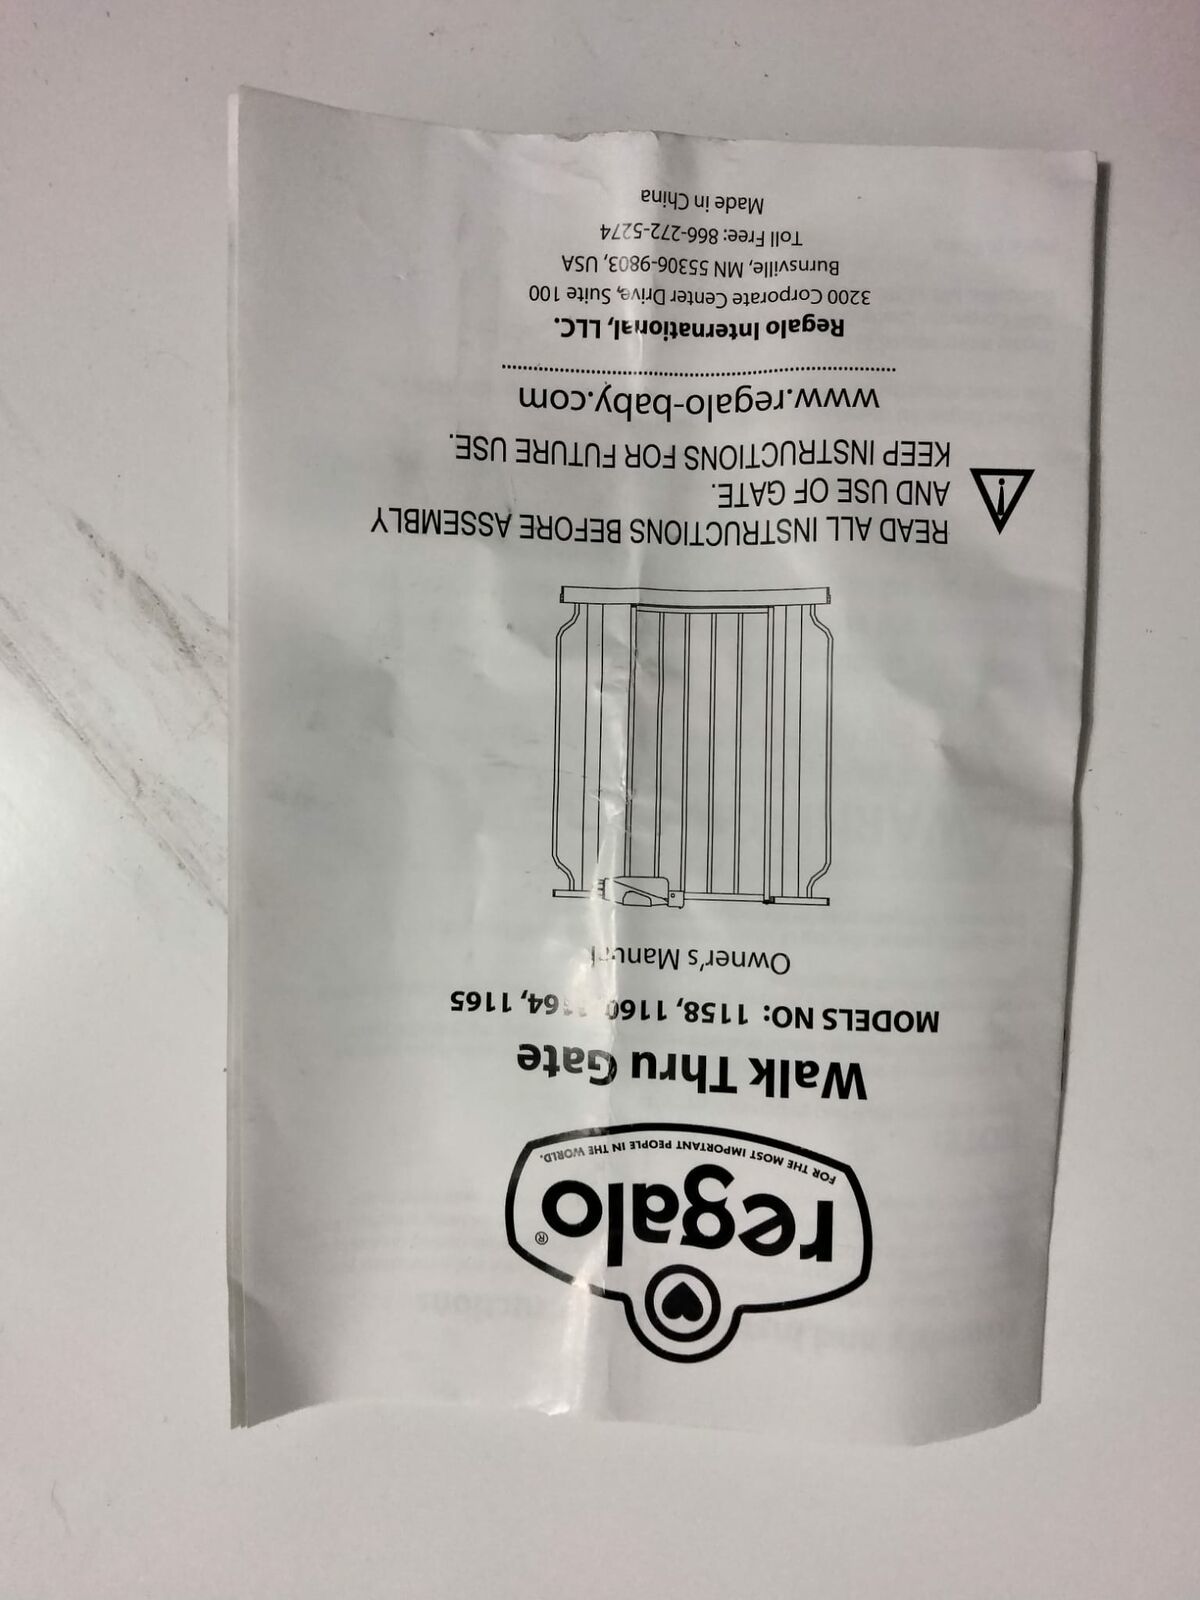 regalo®
FOR THE MOST IMPORTANT PEOPLE IN THE WORLD.
Walk Thru Gate
MODELS NO: 1158, 1160, 1164, 1165
Owner's Manual
READ ALL INSTRUCTIONS BEFORE ASSEMBLY
AND USE OF GATE.
KEEP INSTRUCTIONS FOR FUTURE USE.
www.regalo-baby.com
Regalo International, LLC.
3200 Corporate Center Drive, Suite 100
Burnsville, MN 55306-9803, USA
Toll Free: 866-272-5274
Made in China